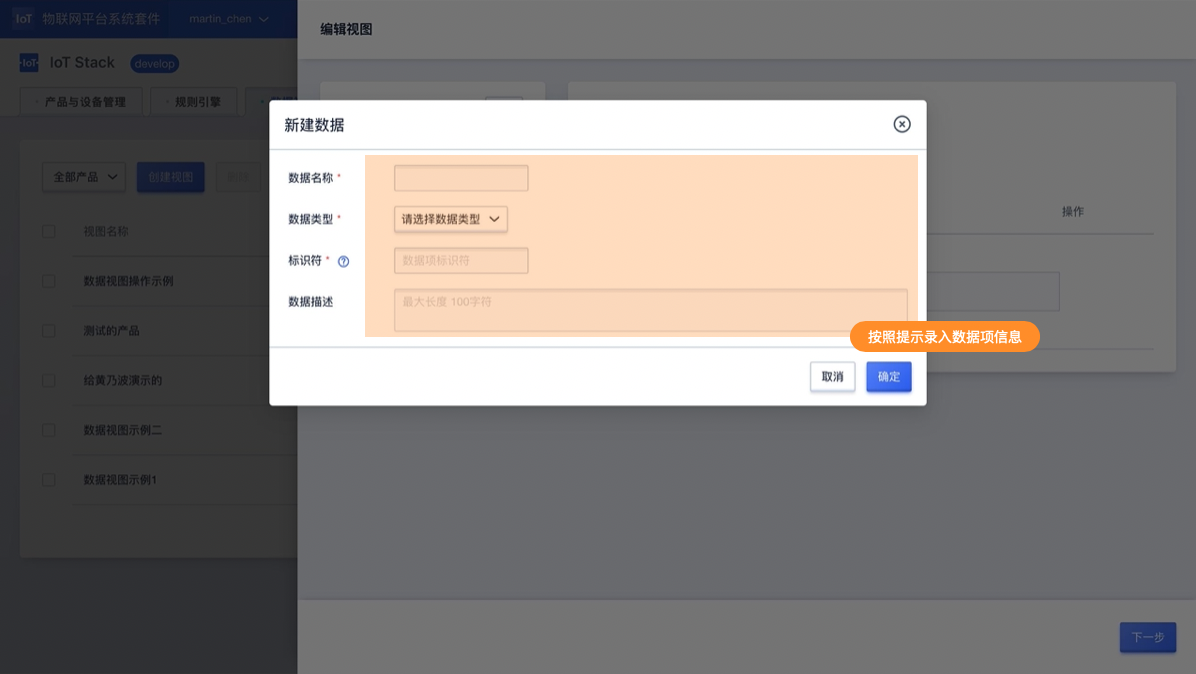 IoT 物联网平台系统套件 martin_chen
编辑视图
IoT IoT Stack develop
产品与设备管理 规则引擎
新建数据
全部产品 创建视图
数据名称 *
数据类型 * 请选择数据类型
操作
视图名称
标识符 * ? 数据项标识符
数据视图操作示例
数据描述 最大长度 100字符
测试的产品
按照提示录入数据项信息
给黄乃波演示的
取消 确定
数据视图示例二
数据视图示例1
下一步